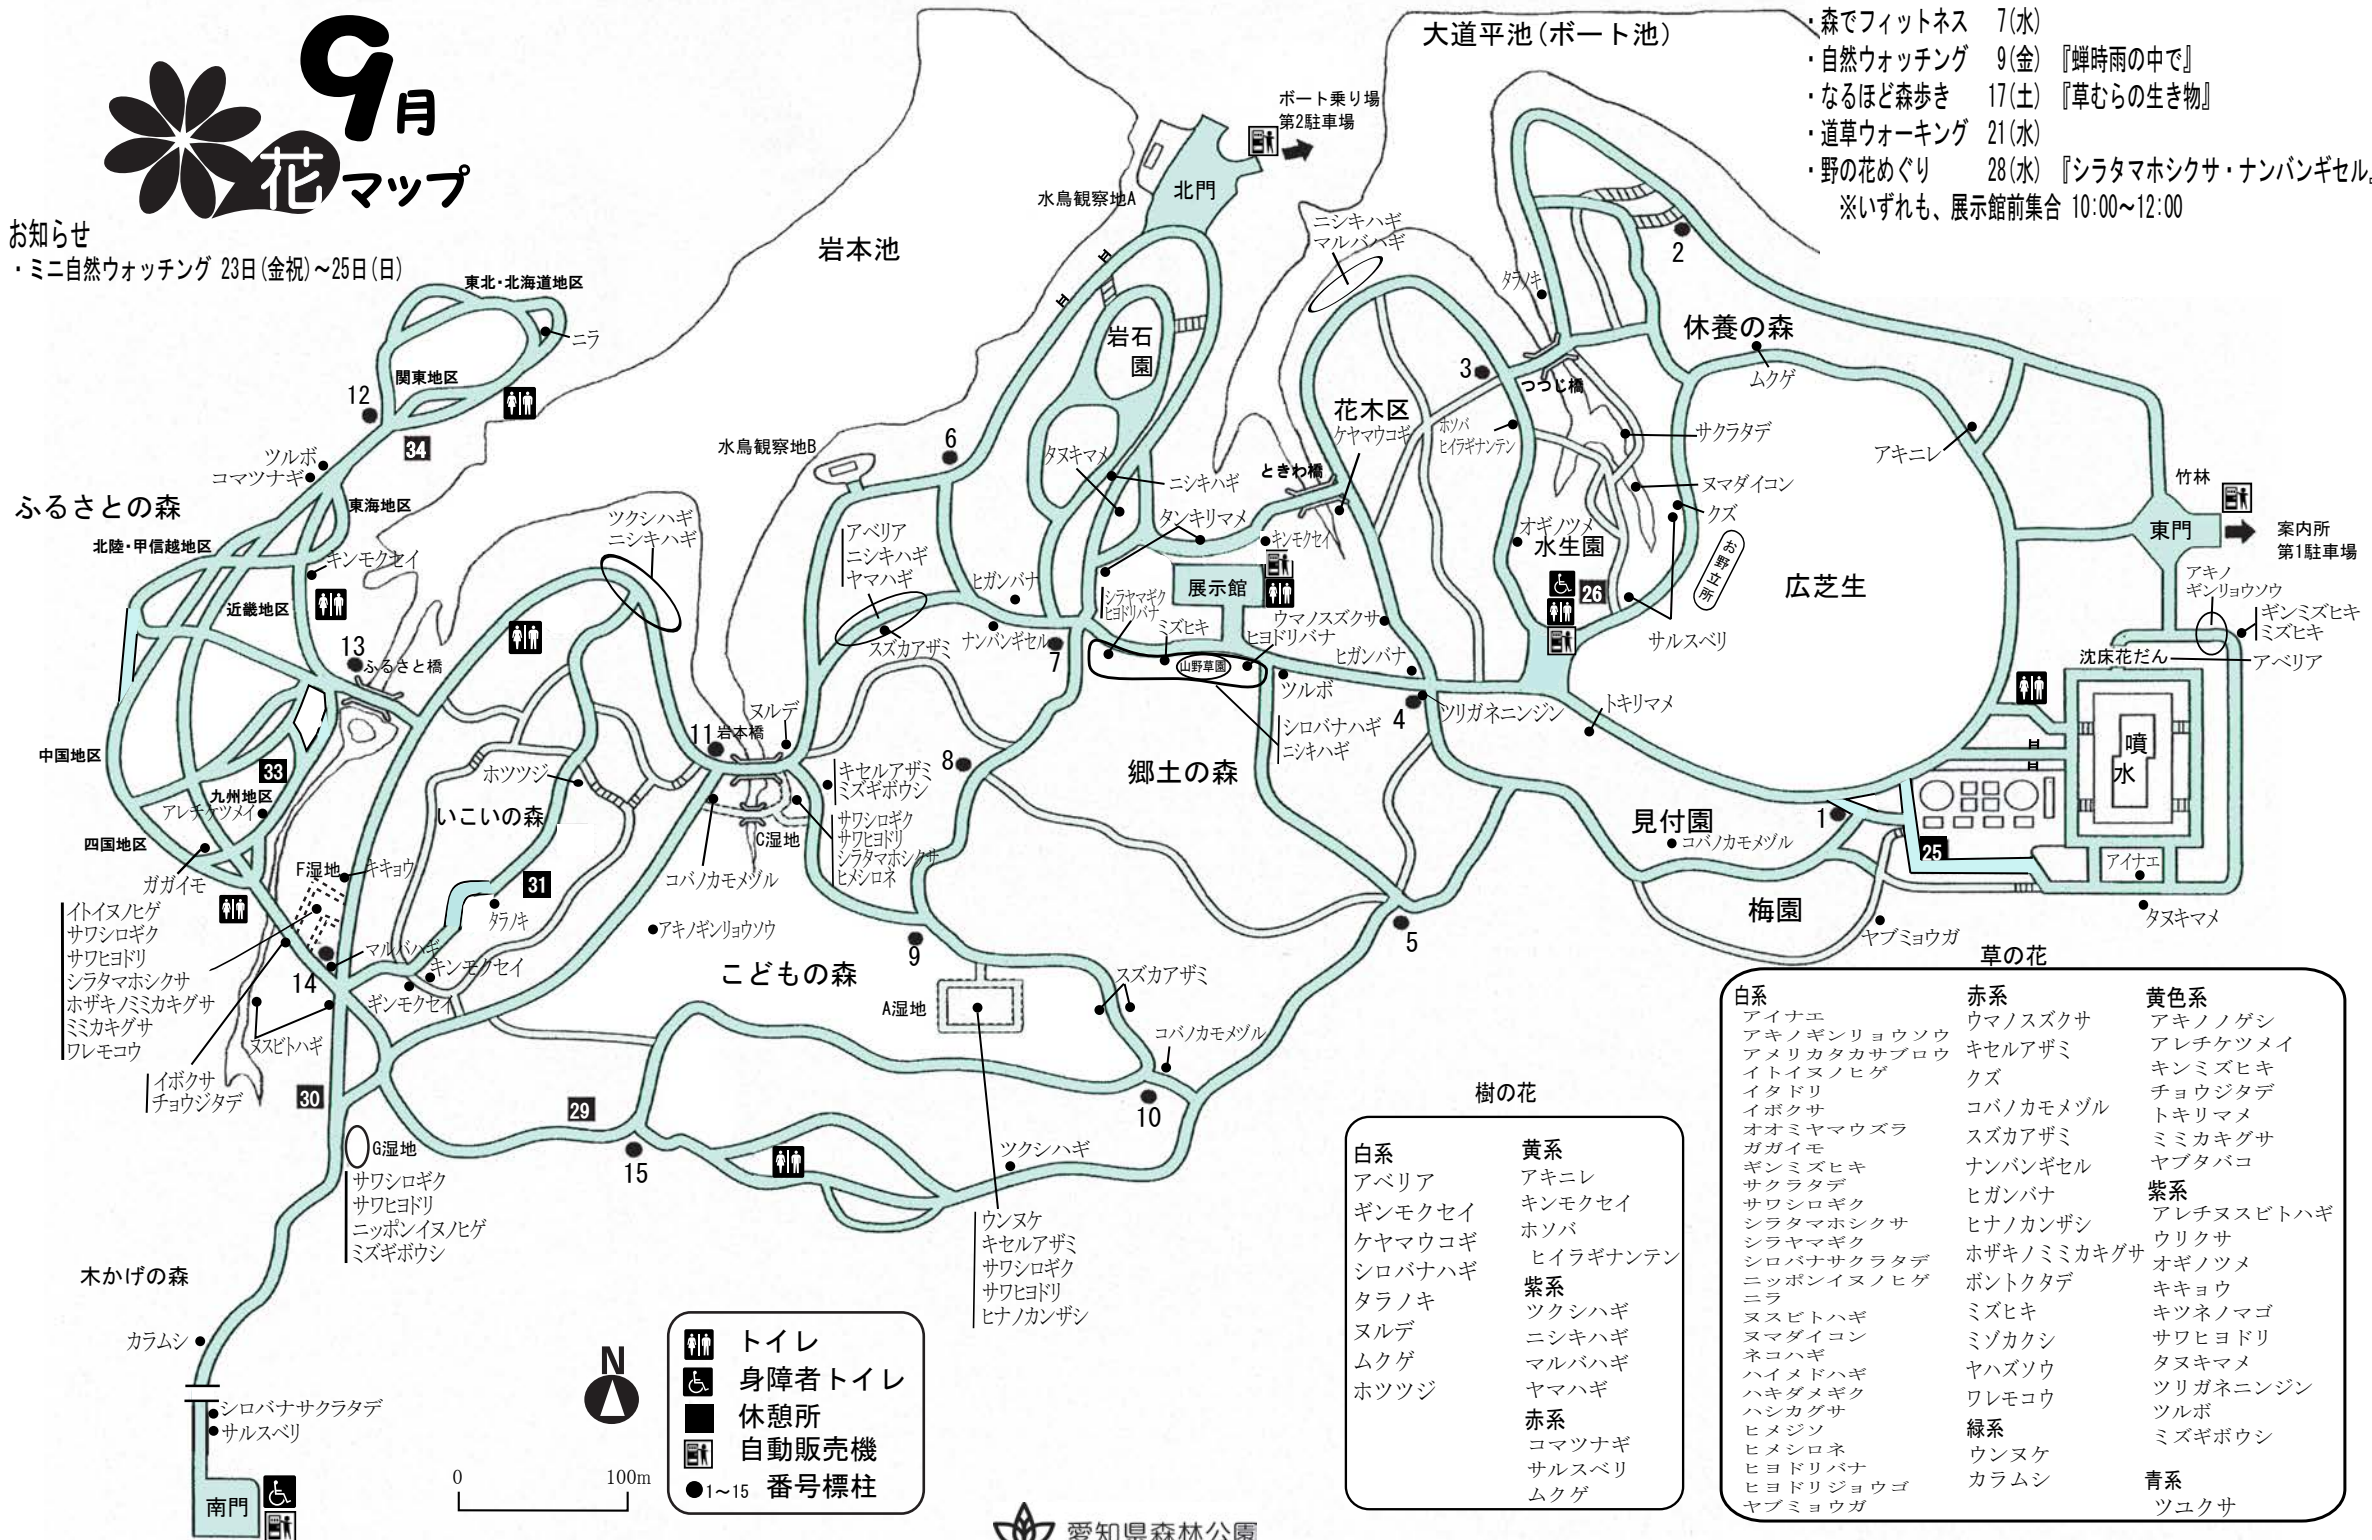 9月
花マップ
お知らせ
・ミニ自然ウォッチング 23日(金祝)～25日(日)
・森でフィットネス 7(水)
・自然ウォッチング 9(金) 『蝉時雨の中で』
・なるほど森歩き 17(土) 『草むらの生き物』
・道草ウォーキング 21(水)
・野の花めぐり 28(水) 『シラタマホシクサ・ナンバンギセル』
※いずれも、展示館前集合 10:00～12:00
大道平池(ボート池)
ボート乗り場
第2駐車場
北門
水鳥観察地A
岩本池
ニシキハギ
マルバハギ
タラノキ
2
休養の森
ムクゲ
東北・北海道地区
ニラ
関東地区
12
34
岩石
園
3
つつじ橋
花木区
ケヤマウコギ
ホソバ
ヒイラギナンテン
サクラタデ
アキニレ
ツルボ
コマツナギ
東海地区
ふるさとの森
北陸・甲信越地区
キンモクセイ
近畿地区
13
ふるさと橋
ツクシハギ
ニシキハギ
水鳥観察地B
6
タヌキマメ
ニシキハギ
ときわ橋
タンキリマメ
キンモクセイ
アベリア
ニシキハギ
ヤマハギ
スズカアザミ
ヒガンバナ
ナンバンギセル
7
シラヤマギク
ヒヨドリバナ
展示館
ミズヒキ
山野草園
ウマノスズクサ
ヒヨドリバナ
ヒガンバナ
ツルボ
シロバナハギ
ニシキハギ
4
ツリガネニンジン
トキリマメ
ヌマダイコン
クズ
オギノツメ
水生園
26
お野立所
サルスベリ
広芝生
竹林
東門
案内所
第1駐車場
アキノ
ギンリョウソウ
ギンミズヒキ
ミズヒキ
沈床花だん
アベリア
噴
水
アイナエ
タヌキマメ
25
1
見付園
コバノカモメヅル
梅園
ヤブミョウガ
中国地区
33
九州地区
アレチケツメイ
四国地区
ガガイモ
F湿地
キキョウ
ホツツジ
いこいの森
31
タラノキ
11
岩本橋
ヌルデ
C湿地
コバノカモメヅル
キセルアザミ
ミズギボウシ
サワシロギク
サワヒヨドリ
シラタマホシクサ
ヒメシロネ
8
郷土の森
5
9
アキノギンリョウソウ
こどもの森
A湿地
スズカアザミ
コバノカモメヅル
10
イトイヌノヒゲ
サワシロギク
サワヒヨドリ
シラタマホシクサ
ホザキノミミカキグサ
ミミカキグサ
ワレモコウ
14
マルバハギ
キンモクセイ
ギンモクセイ
ヌスビトハギ
イボクサ
チョウジタデ
30
29
15
G湿地
サワシロギク
サワヒヨドリ
ニッポンイヌノヒゲ
ミズギボウシ
ツクシハギ
ウンヌケ
キセルアザミ
サワシロギク
サワヒヨドリ
ヒナノカンザシ
木かげの森
カラムシ
シロバナサクラタデ
サルスベリ
南門
N
0 100m
トイレ
身障者トイレ
休憩所
自動販売機
●1～15 番号標柱
愛知県森林公園
樹の花
白系
アベリア
ギンモクセイ
ケヤマウコギ
シロバナハギ
タラノキ
ヌルデ
ムクゲ
ホツツジ
黄系
アキニレ
キンモクセイ
ホソバ
ヒイラギナンテン
紫系
ツクシハギ
ニシキハギ
マルバハギ
ヤマハギ
赤系
コマツナギ
サルスベリ
ムクゲ
草の花
白系
アイナエ
アキノギンリョウソウ
アメリカタカサブロウ
イトイヌノヒゲ
イタドリ
イボクサ
オオミヤマウズラ
ガガイモ
ギンミズヒキ
サクラタデ
サワシロギク
シラタマホシクサ
シラヤマギク
シロバナサクラタデ
ニッポンイヌノヒゲ
ニラ
ヌスビトハギ
ヌマダイコン
ネコハギ
ハイメドハギ
ハキダメギク
ハシカグサ
ヒメジソ
ヒメシロネ
ヒヨドリバナ
ヒヨドリジョウゴ
ヤブミョウガ
赤系
ウマノスズクサ
キセルアザミ
クズ
コバノカモメヅル
スズカアザミ
ナンバンギセル
ヒガンバナ
ヒナノカンザシ
ホザキノミミカキグサ
ボントクタデ
ミズヒキ
ミゾカクシ
ヤハズソウ
ワレモコウ
緑系
ウンヌケ
カラムシ
黄色系
アキノノゲシ
アレチケツメイ
キンミズヒキ
チョウジタデ
トキリマメ
ミミカキグサ
ヤブタバコ
紫系
アレチヌスビトハギ
ウリクサ
オギノツメ
キキョウ
キツネノマゴ
サワヒヨドリ
タヌキマメ
ツリガネニンジン
ツルボ
ミズギボウシ
青系
ツユクサ